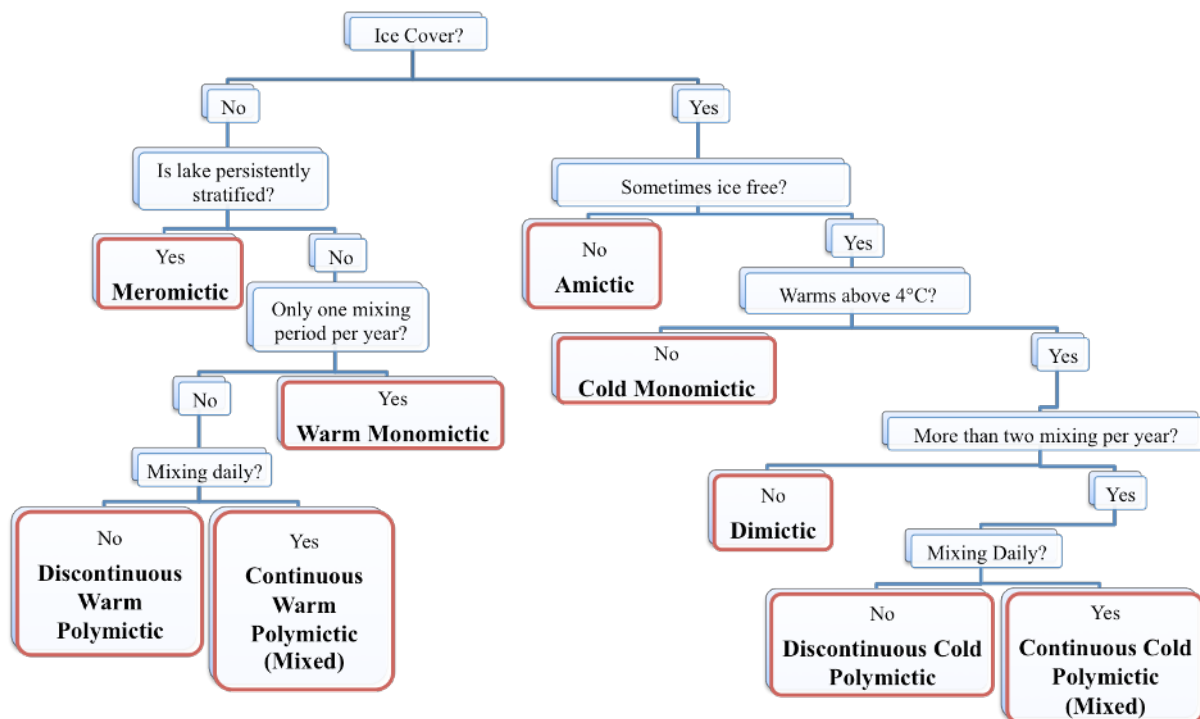 Ice Cover?
No
Yes
Is lake persistently
stratified?
Sometimes ice free?
Yes
Meromictic
No
No
Amictic
Yes
Only one mixing
period per year?
Warms above 4°C?
No
Yes
Warm Monomictic
No
Cold Monomictic
Yes
Mixing daily?
More than two mixing per year?
No
Discontinuous
Warm
Polymictic
Yes
Continuous
Warm
Polymictic
(Mixed)
No
Dimictic
Yes
Mixing Daily?
No
Discontinuous Cold
Polymictic
Yes
Continuous Cold
Polymictic
(Mixed)